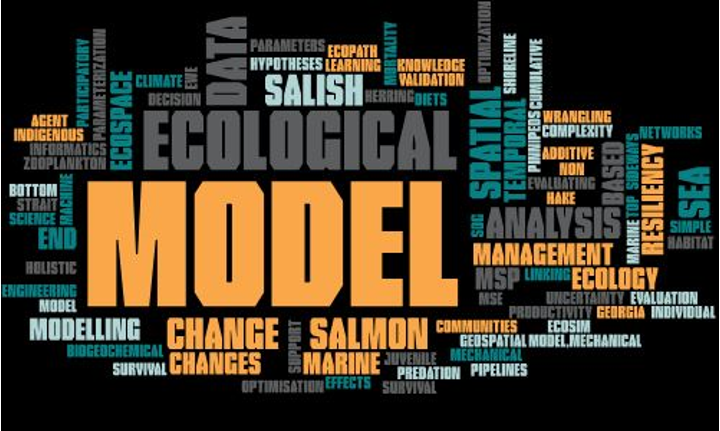 DATA
PARAMETERS
ECOPATH
HYPOTHESES
LEARNING
MORTALITY
KNOWLEDGE
VALIDATION
OPTIMIZATION
SHORELINE
CUMULATIVE
PARTICIPATORY
PARAMETERIZATION
ECOSPACE
CLIMATE
EWE
DECISION
SALISH
HERRING
DIETS
SPATIAL
TEMPORAL
PINNIPEDS
WRANGLING
COMPLEXITY
NETWORKS
AGENT
INDIGENOUS
INFORMATICS
ZOOPLANKTON
ECOLOGICAL
ADDITIVE
NON
EVALUATING
HAKE
BASED
SIDEWAYS
TOP
RESILIENCY
SEA
BOTTOM
STRAIT
SCIENCE
MACHINE
END
MODEL
SOG
ANALYSIS
MARINE
SIMPLE
HABITAT
HOLISTIC
MANAGEMENT
MSP
LINKING
ECOLOGY
ENGINEERING
MODEL
MSE
UNCERTAINTY
EVALUATION
PRODUCTIVITY
GEORGIA
INDIVIDUAL
MODELLING
CHANGE
SUPPORT
SALMON
COMMUNITIES
ECOSIM
GEOSPATIAL
MODEL,MECHANICAL
BIOGEOCHEMICAL
SURVIVAL
CHANGES
MARINE
JUVENILE
MECHANICAL
PREDATION
PIPELINES
OPTIMISATION
EFFECTS
SURVIVAL